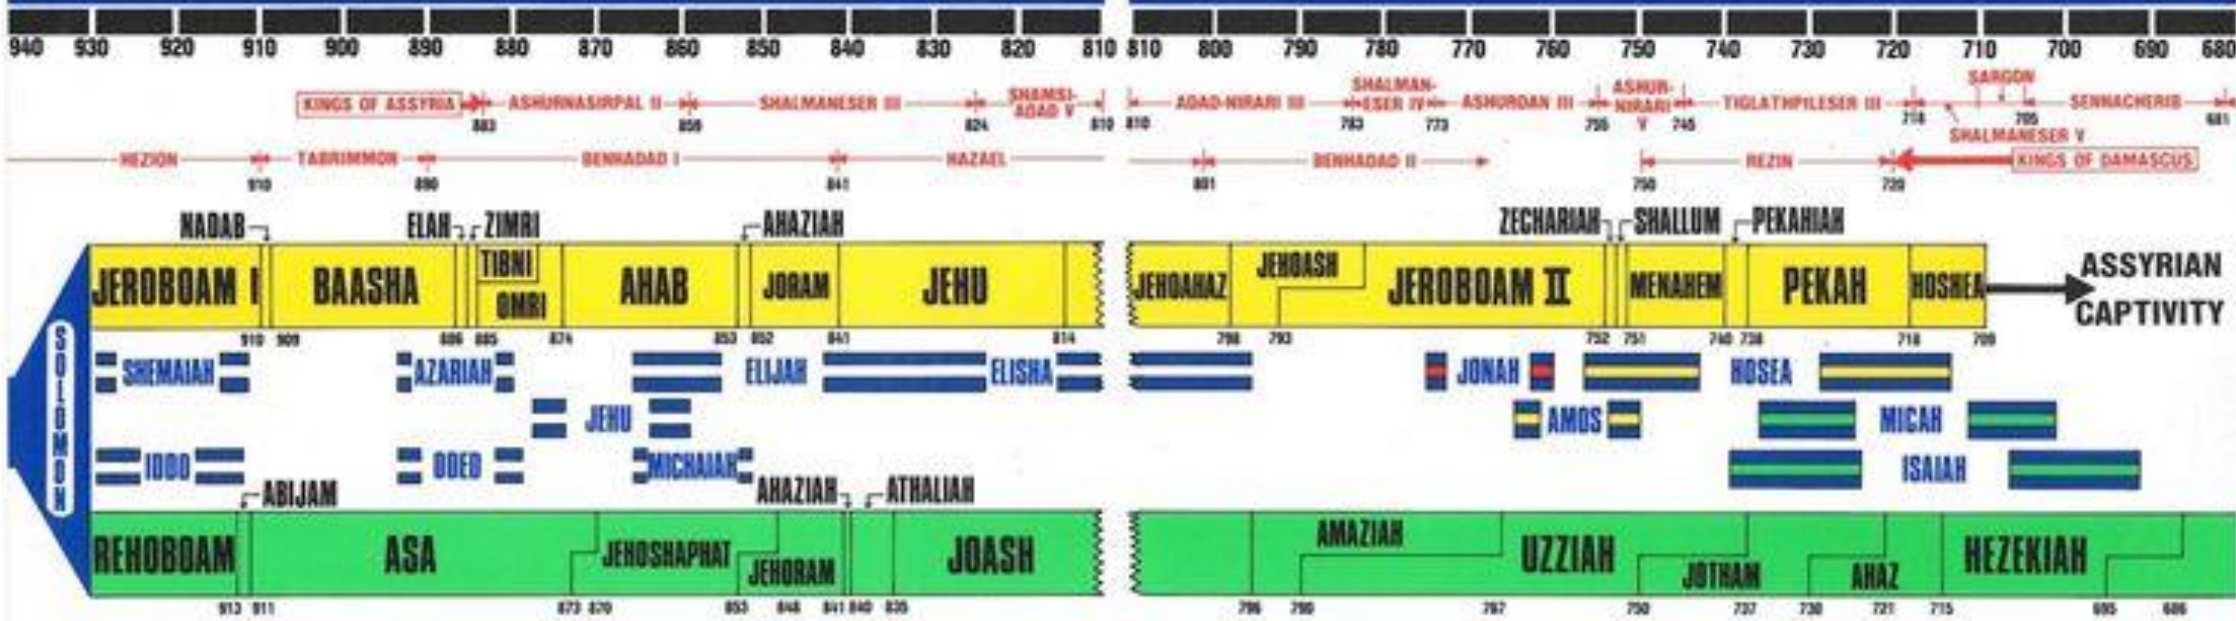 940 930 920 910 900 890 880 870 860 850 840 830 820 810 810 800 790 780 770 760 750 740 730 720 710 700 690 680
SARGON
SHALMAN-
ESER IV
ASHUR-
NIRARI
V
SHAMSI-
ADAD V
KINGS OF ASSYRIA ASHURNASIRPAL II SHALMANESER III ADAD-NIRARI III ASHURDAN III TIGLATHPILESER III SENNACHERIB
883 859 824 810 810 783 773 755 745 718 705 681
SHALMANESER V
HEZION TABRIMMON BENHADAD I HAZAEL BENHADAD II REZIN KINGS OF DAMASCUS
910 890 841 801 750 720
NADAB ELAH ZIMRI AHAZIAH ZECHARIAH SHALLUM PEKAHIAH
JEROBOAM I BAASHA TIBNI OMRI AHAB JORAM JEHU JEHOAHAZ JEHOASH JEROBOAM II MENAHEM PEKAH HOSHEA
ASSYRIAN
CAPTIVITY
910 909 886 885 874 853 852 841 814 798 793 752 751 740 738 718 709
SOLOMON
SHEMAIAH AZARIAH ELIJAH ELISHA JONAH HOSEA
JEHU AMOS MICAH
IDDO ODED MICHAIAH ISAIAH
ABIJAM AHAZIAH ATHALIAH
REHOBOAM ASA JEHOSHAPHAT JEHORAM JOASH AMAZIAH UZZIAH JOTHAM AHAZ HEZEKIAH
913 911 873 870 853 848 841 840 835 796 790 767 750 737 730 721 715 695 686